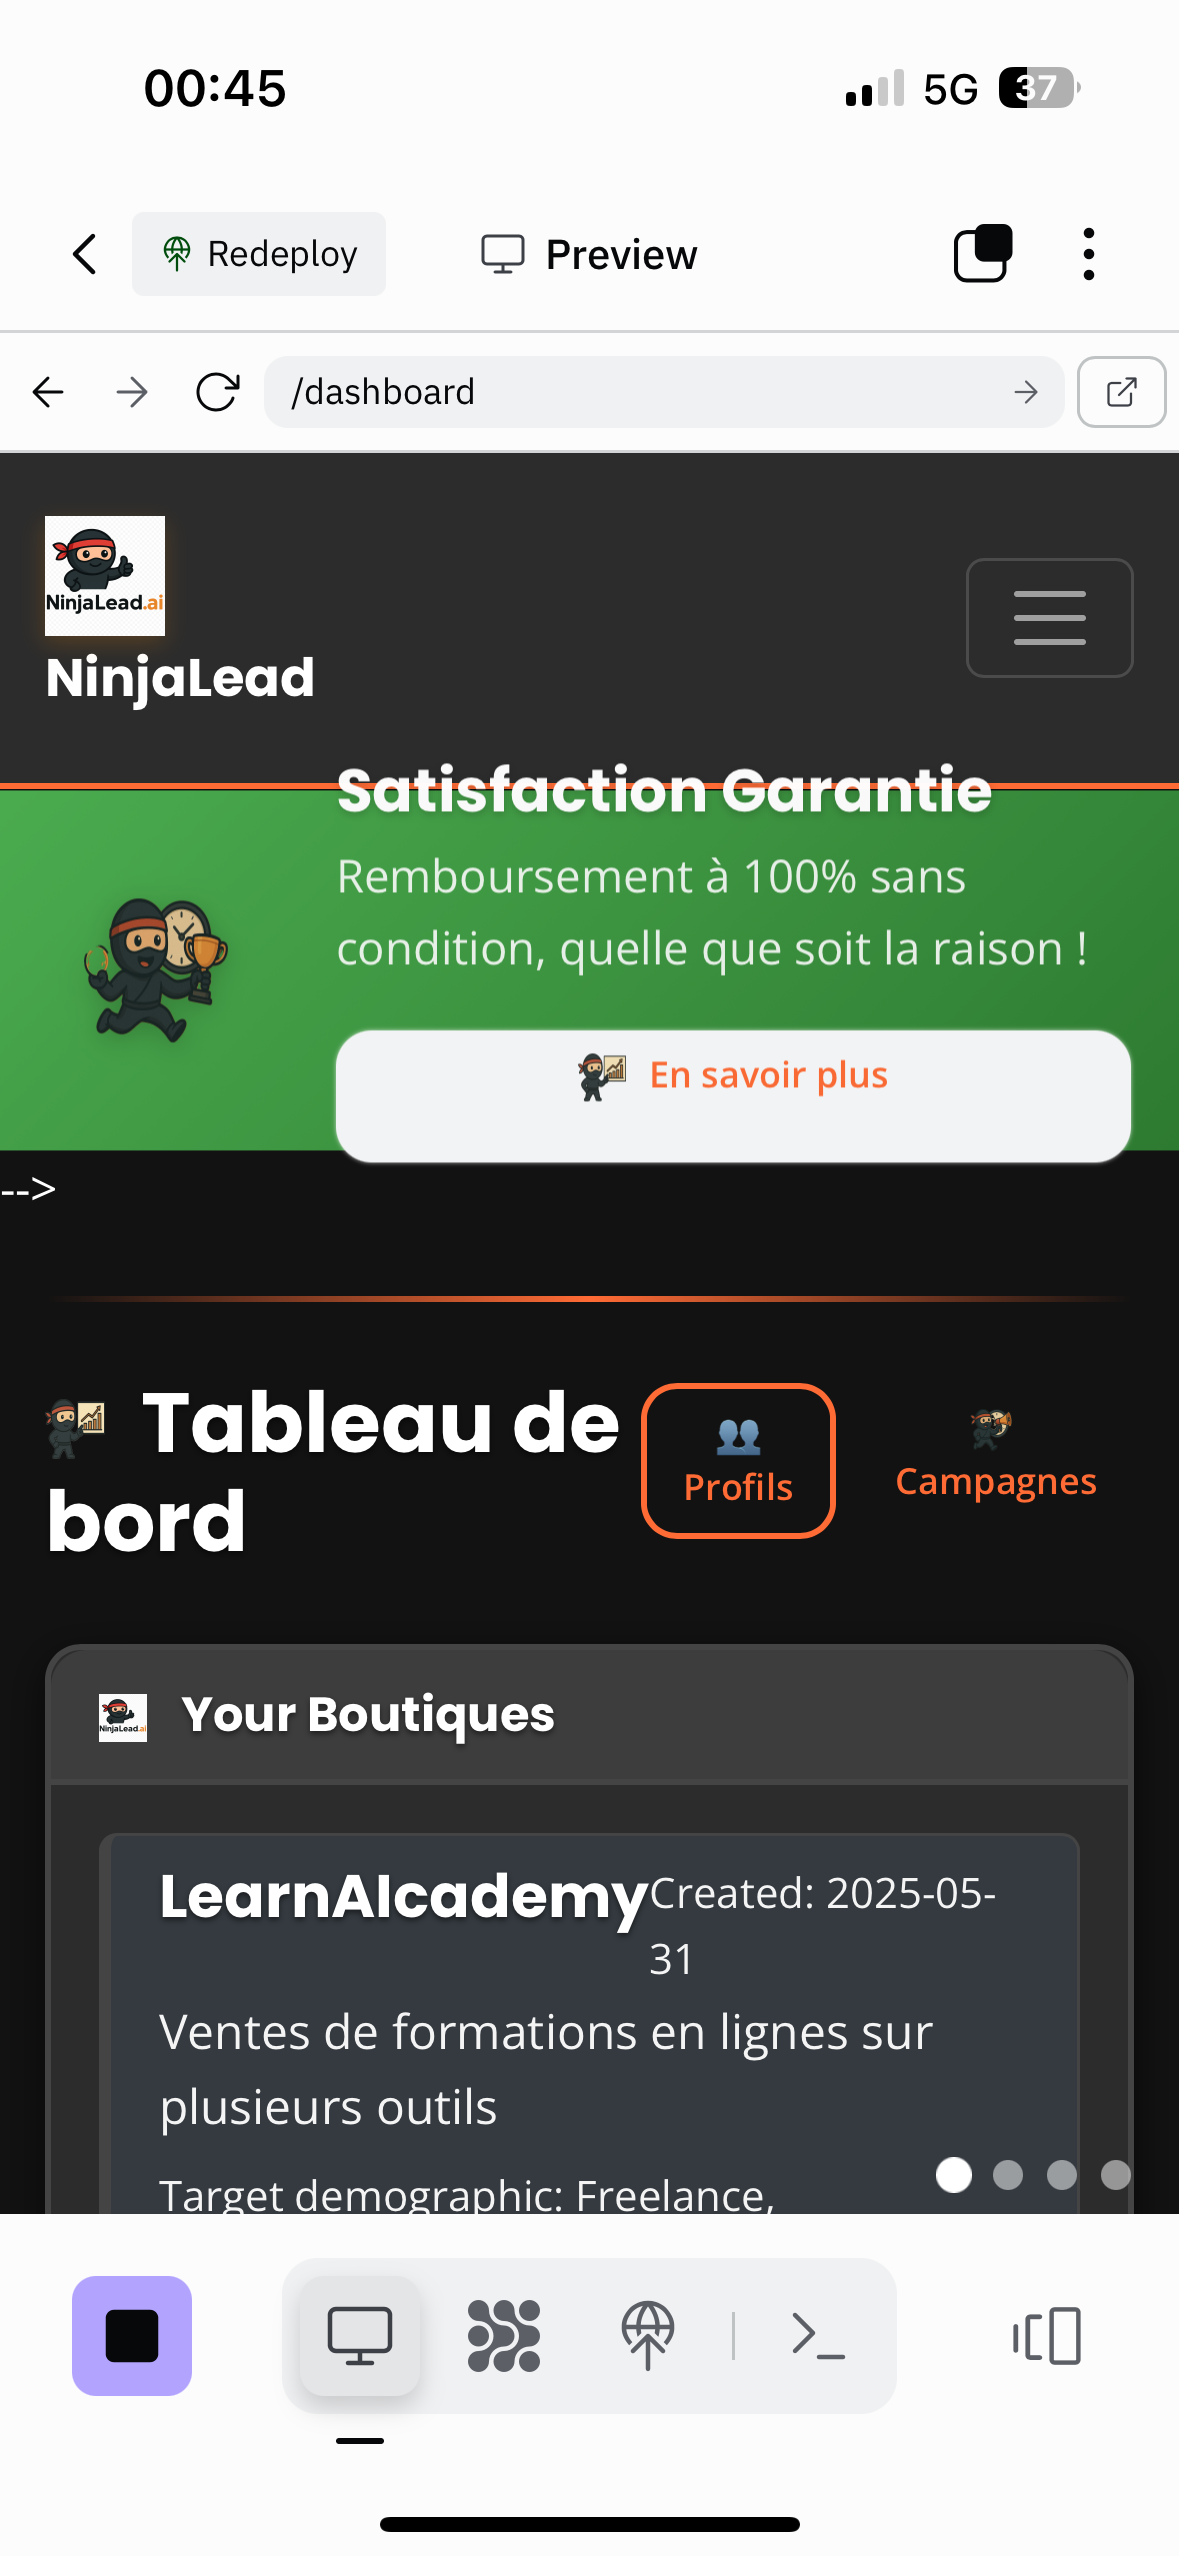 00:45
5G 37
Redeploy
Preview
/dashboard
NinjaLead.ai
NinjaLead
Satisfaction Garantie
Remboursement à 100% sans
condition, quelle que soit la raison !
En savoir plus
-->
Tableau de
bord
Profils
Campagnes
NinjaLead.ai
Your Boutiques
LearnAIcademy
Created: 2025-05-
31
Ventes de formations en lignes sur
plusieurs outils
Target demographic: Freelance,